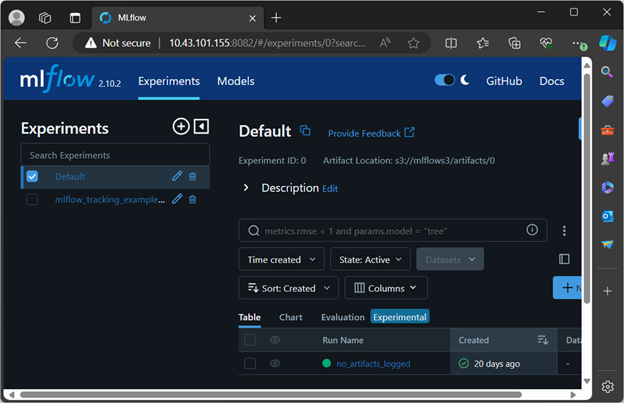 MLflow
Not secure 10.43.101.155:8082/#/experiments/0?searc...
mlflow 2.10.2 Experiments Models GitHub Docs
Experiments
Search Experiments
Default
mlflow_tracking_example...
Default Provide Feedback
Experiment ID: 0 Artifact Location: s3://mlflows3/artifacts/0
Description Edit
metrics.rmse < 1 and params.model = "tree"
Time created State: Active Datasets
Sort: Created Columns
Table Chart Evaluation Experimental
Run Name Created Data
no_artifacts_logged 20 days ago -